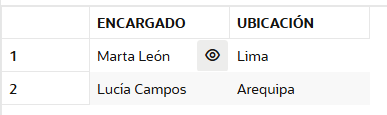 ENCARGADO UBICACIÓN
1 Marta León Lima
2 Lucía Campos Arequipa